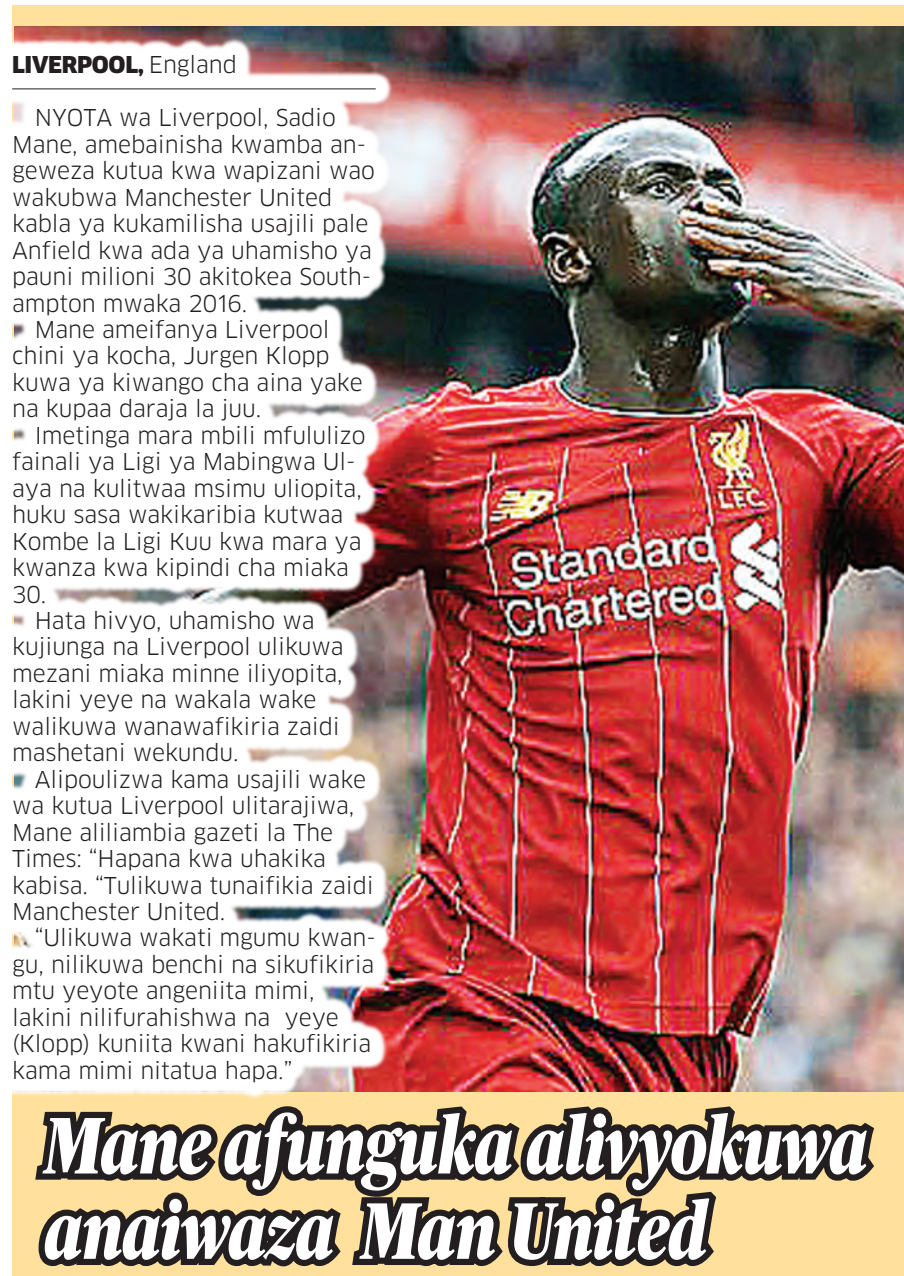 LIVERPOOL, England
NYOTA wa Liverpool, Sadio
Mane, amebainisha kwamba an-
geweza kutua kwa wapizani wao
wakubwa Manchester United
kabla ya kukamilisha usajili pale
Anfield kwa ada ya uhamisho ya
pauni milioni 30 akitokea South-
ampton mwaka 2016.
Mane ameifanya Liverpool
chini ya kocha, Jurgen Klopp
kuwa ya kiwango cha aina yake
na kupaa daraja la juu.
Imetinga mara mbili mfululizo
fainali ya Ligi ya Mabingwa Ul-
aya na kulitwaa msimu uliopita,
huku sasa wakikaribia kutwaa
Kombe la Ligi Kuu kwa mara ya
kwanza kwa kipindi cha miaka
30.
Hata hivyo, uhamisho wa
kujiunga na Liverpool ulikuwa
mezani miaka minne iliyopita,
lakini yeye na wakala wake
walikuwa wanawafikiria zaidi
mashetani wekundu.
Alipoulizwa kama usajili wake
wa kutua Liverpool ulitarajiwa,
Mane aliliambia gazeti la The
Times: “Hapana kwa uhakika
kabisa. “Tulikuwa tunaifikia zaidi
Manchester United.
“Ulikuwa wakati mgumu kwan-
gu, nilikuwa benchi na sikufikiria
mtu yeyote angeniita mimi,
lakini nilifurahishwa na yeye
(Klopp) kuniita kwani hakufikiria
kama mimi nitatua hapa.”
NB
L.F.C.
Standard
Chartered
Mane afunguka alivyokuwa
anaiwaza Man United